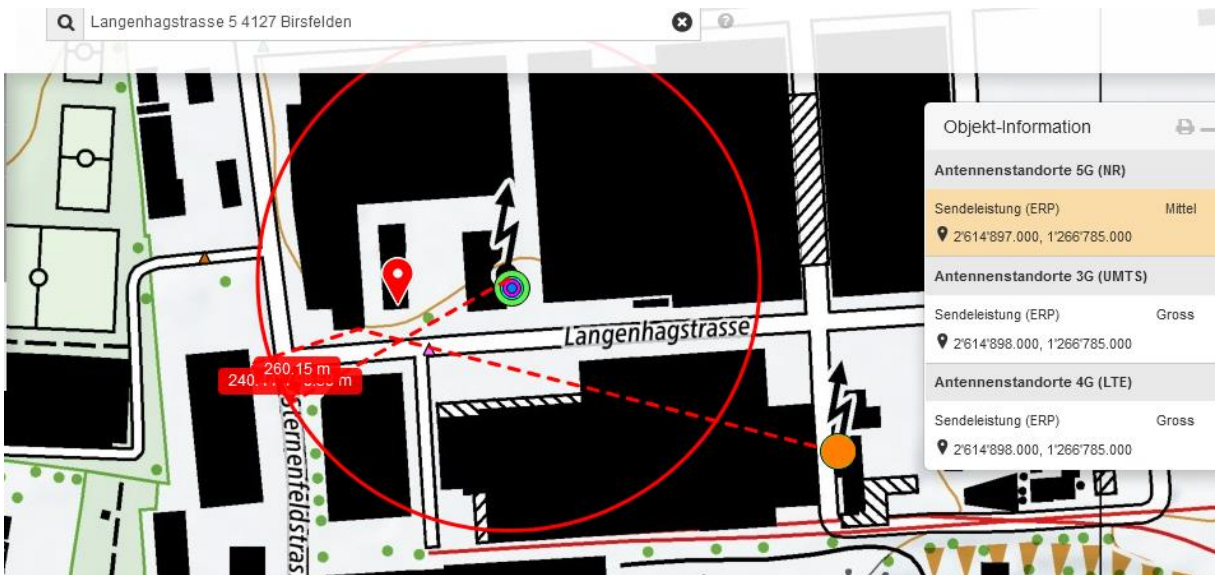 Langenhagstrasse 5 4127 Birsfelden
Objekt-Information
Antennenstandorte 5G (NR)
Sendeleistung (ERP) Mittel
2'614'897.000, 1'266'785.000
Antennenstandorte 3G (UMTS)
Sendeleistung (ERP) Gross
2'614'898.000, 1'266'785.000
Antennenstandorte 4G (LTE)
Sendeleistung (ERP) Gross
2'614'898.000, 1'266'785.000
Langenhagstrasse
260.15 m
240. m
Sternenfeldstras